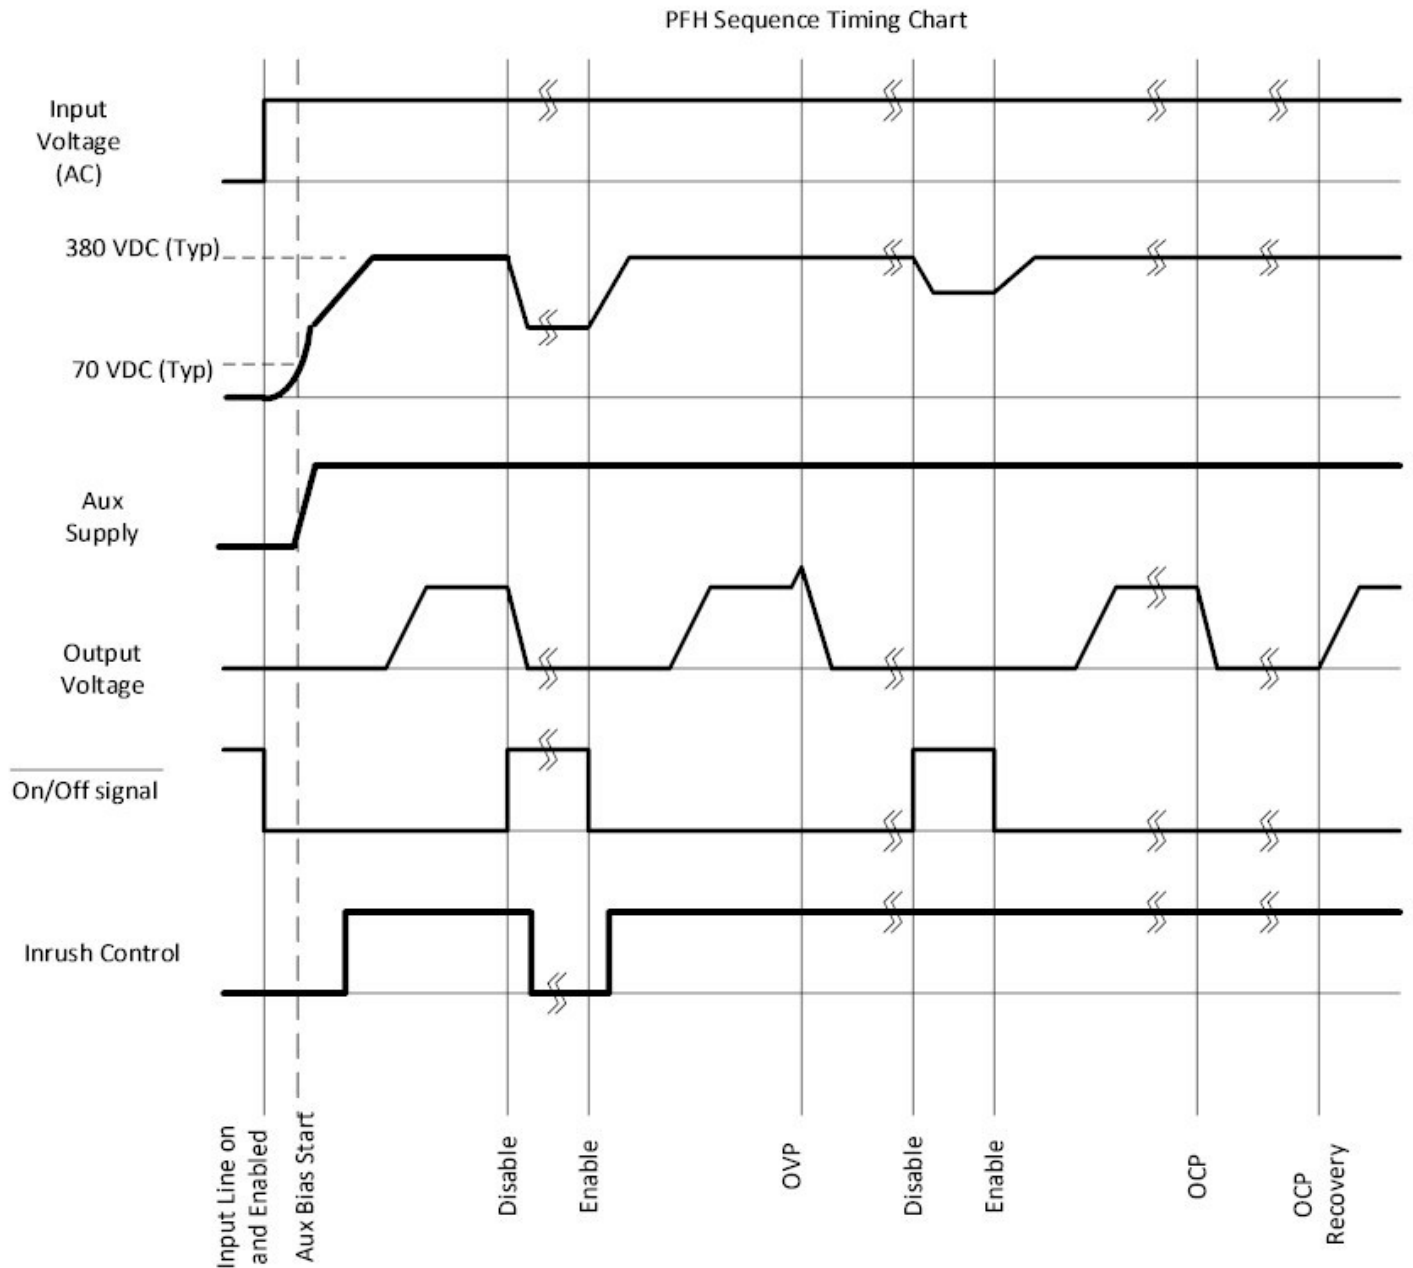 PFH Sequence Timing Chart
Input
Voltage
(AC)
380 VDC (Typ)
70 VDC (Typ)
Aux
Supply
Output
Voltage
On/Off signal
Inrush Control
Input Line on
and Enabled
Aux Bias Start
Disable
Enable
OVP
Disable
Enable
OCP
OCP
Recovery